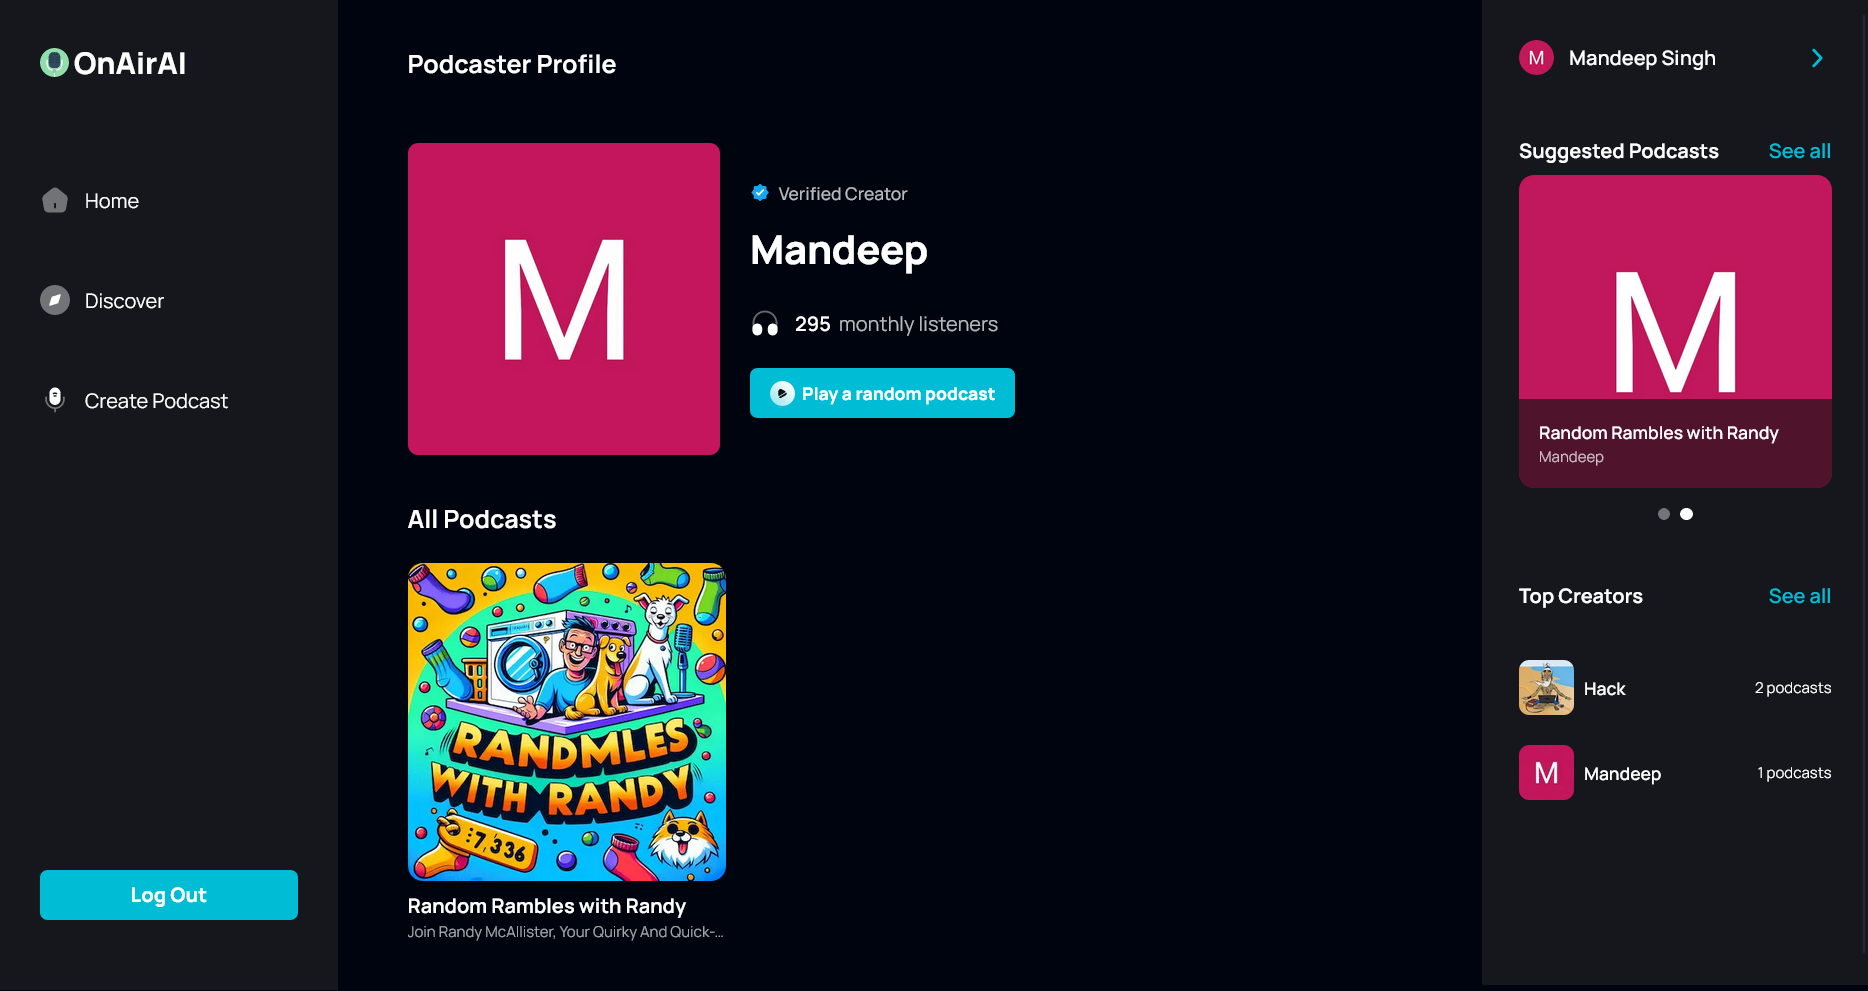 OnAirAI
Home
Discover
Create Podcast
Log Out
Podcaster Profile
M
Verified Creator
Mandeep
295 monthly listeners
Play a random podcast
All Podcasts
RANDMLES
WITH RANDY
:7,336
Random Rambles with Randy
Join Randy McAllister, Your Quirky And Quick-...
M
Mandeep Singh
Suggested Podcasts
See all
M
Random Rambles with Randy
Mandeep
Top Creators
See all
Hack
2 podcasts
M
Mandeep
1 podcasts